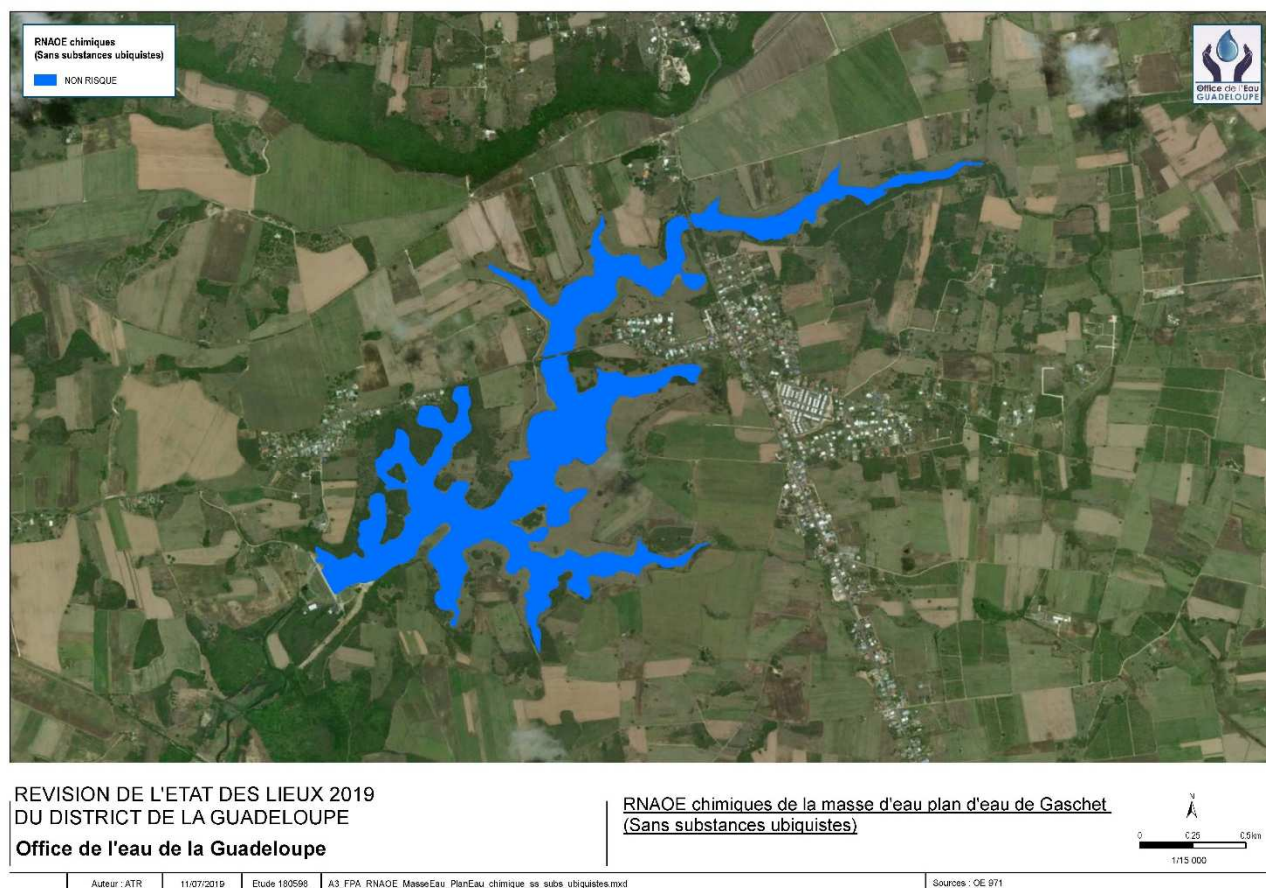 RNAOE chimiques
(Sans substances ubiquistes)
NON RISQUE
Office de l'Eau
GUADELOUPE
REVISION DE L'ETAT DES LIEUX 2019
DU DISTRICT DE LA GUADELOUPE
Office de l'eau de la Guadeloupe
RNAOE chimiques de la masse d'eau plan d'eau de Gaschet
(Sans substances ubiquistes)
N
0 0,25 0,5 km
1/15 000
Auteur : ATR 11/07/2019 Etude 180598 A3_FPA_RNAOE_MasseEau_PlanEau_chimique_ss_subs_ubiquistes.mxd Sources : OE 971